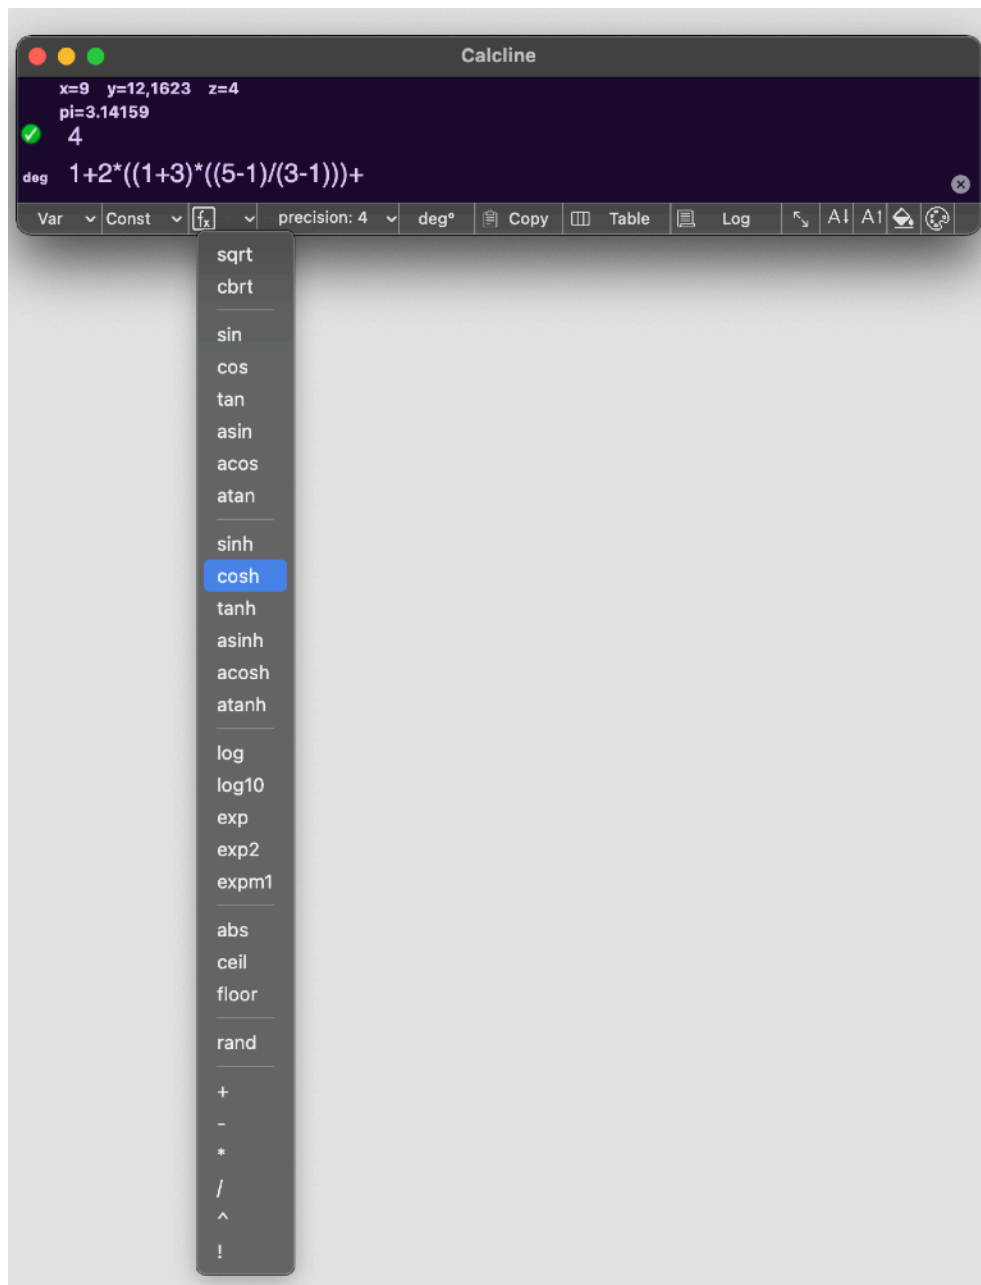 Calcline
x=9 y=12,1623 z=4
pi=3.14159
4
deg 1+2*((1+3)*((5-1)/(3-1)))+
Var Const fx precision: 4 deg° Copy Table Log A↓ A↑
sqrt
cbrt
sin
cos
tan
asin
acos
atan
sinh
cosh
tanh
asinh
acosh
atanh
log
log10
exp
exp2
expm1
abs
ceil
floor
rand
+
-
*
/
^
!